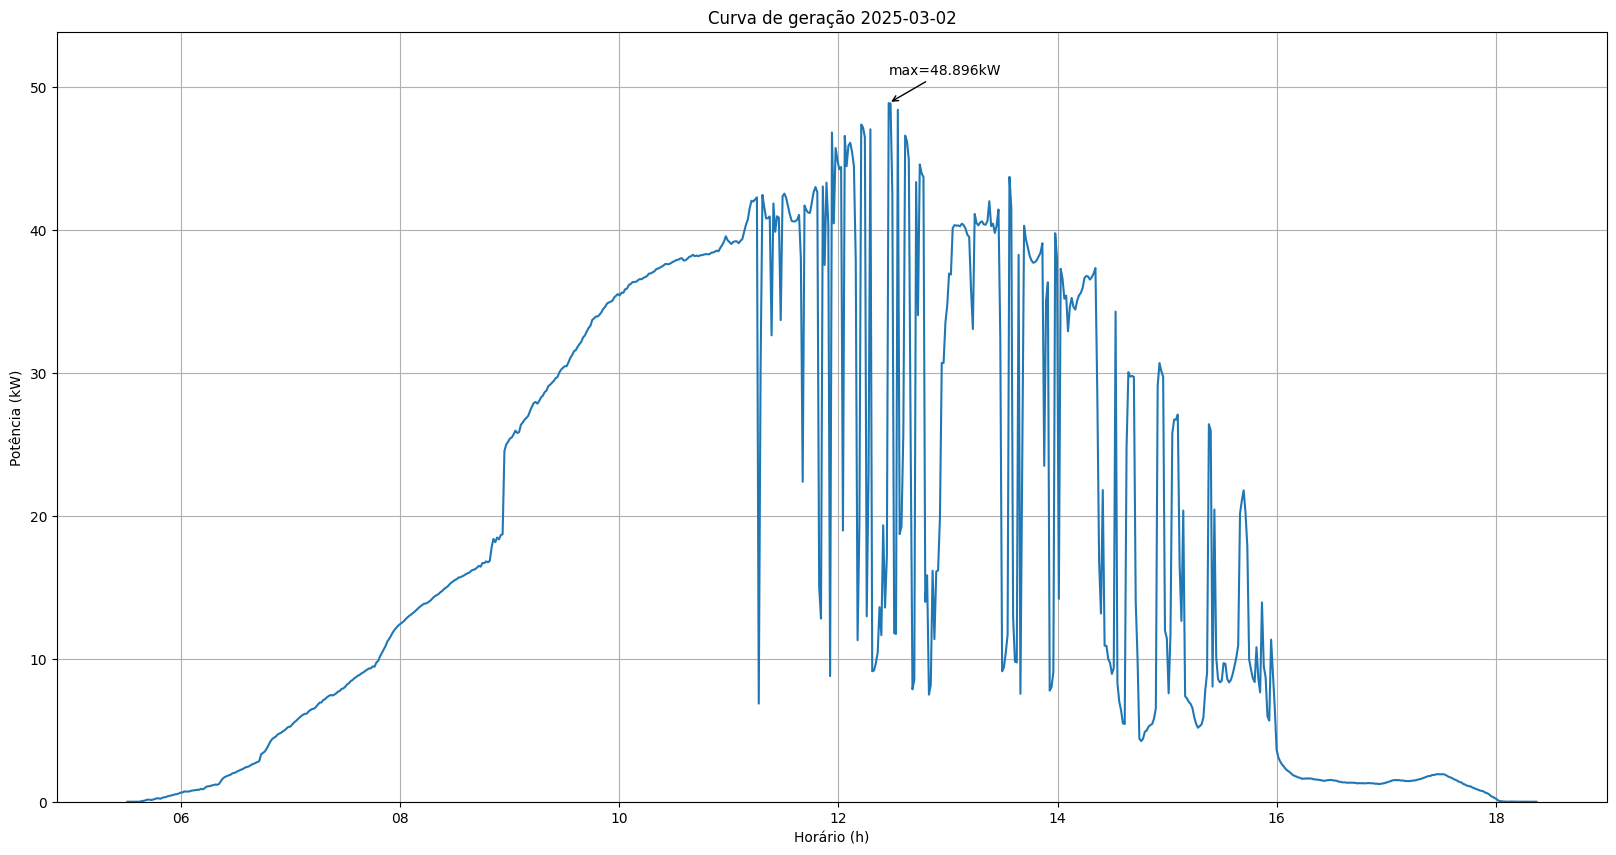 Curva de geração 2025-03-02
max=48.896kW
50
40
30
20
10
0
Potência (kW)
06 08 10 12 14 16 18
Horário (h)